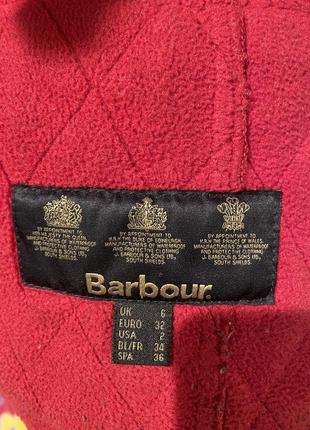 BY APPOINTMENT TO
HER MAJESTY THE QUEEN
MANUFACTURERS OF WATERPROOF
AND PROTECTIVE CLOTHING
J. BARBOUR & SONS LTD.
SOUTH SHIELDS
BY APPOINTMENT TO
H.R.H THE DUKE OF EDINBURGH,
MANUFACTURERS OF WATERPROOF
AND PROTECTIVE CLOTHING
J. BARBOUR & SONS LTD,
SOUTH SHIELDS.
BY APPOINTMENT TO
H.R.H THE PRINCE OF WALES,
MANUFACTURERS OF WATERPROOF
AND PROTECTIVE CLOTHING
J. BARBOUR & SONS LTD,
SOUTH SHIELDS.
Barbour.
UK 6
EURO 32
USA 2
BL/FR 34
SPA 36